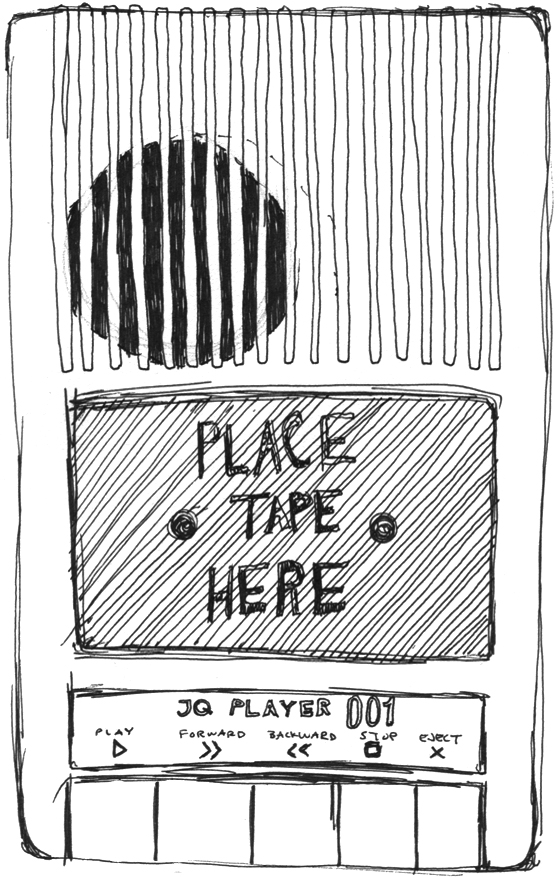 PLACE
TAPE
HERE
JQ PLAYER 001
PLAY FORWARD BACKWARD STOP EJECT